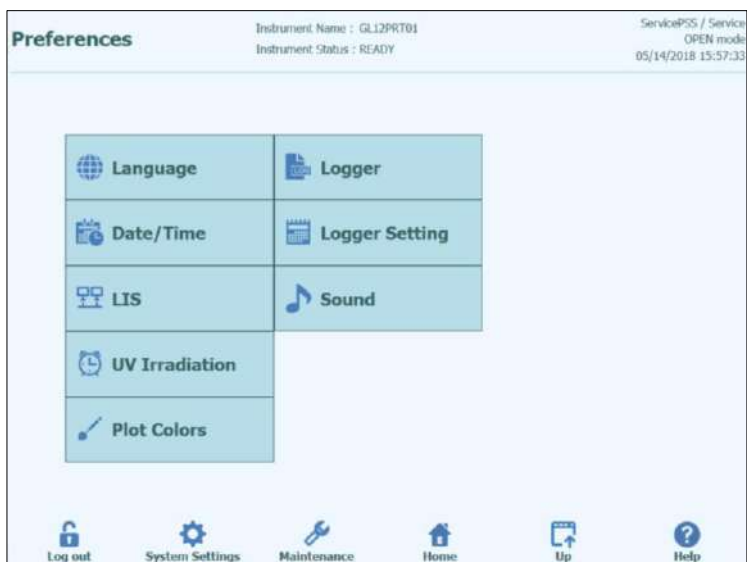 Preferences
Instrument Name : GL12PRT01
Instrument Status : READY
ServicePSS / Service
OPEN mode
05/14/2018 15:57:33
Language
Logger
Date/Time
Logger Setting
LIS
Sound
UV Irradiation
Plot Colors
Log out
System Settings
Maintenance
Home
Up
Help